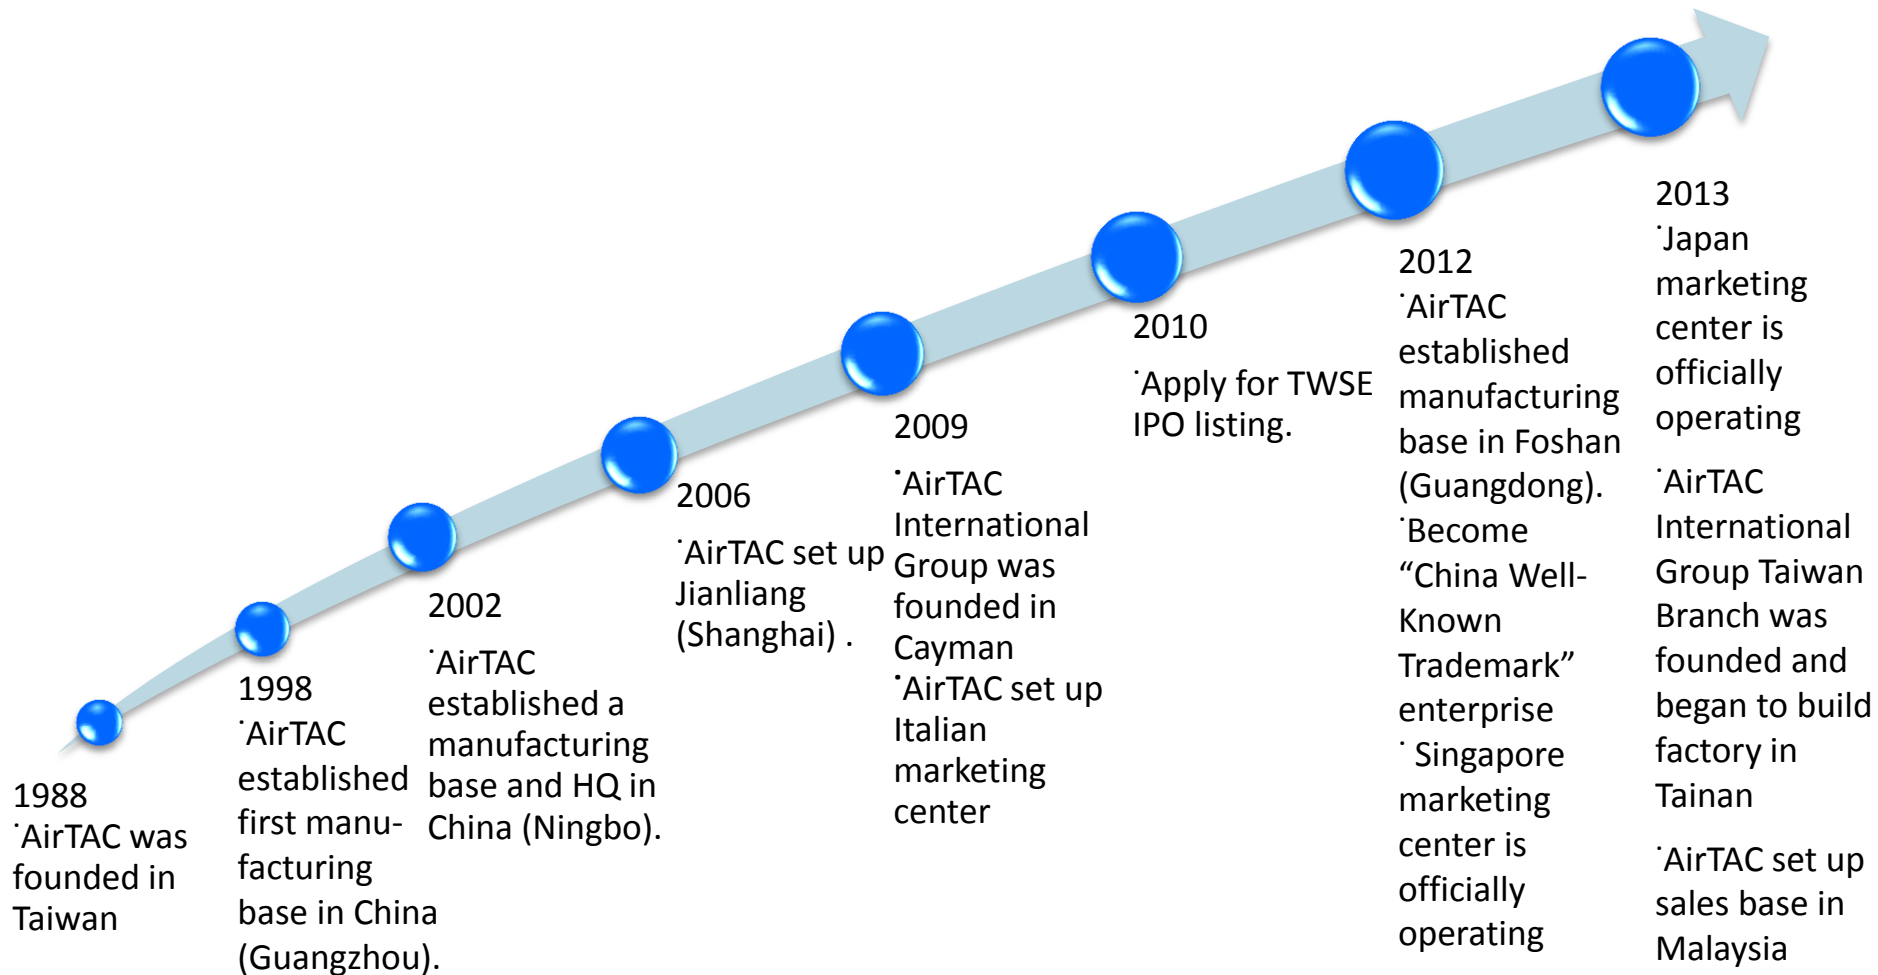 1988
˙AirTAC was
founded in
Taiwan
1998
˙AirTAC
established
first manu-
facturing
base in China
(Guangzhou).
2002
˙AirTAC
established a
manufacturing
base and HQ in
China (Ningbo).
2006
˙AirTAC set up
Jianliang
(Shanghai) .
2009
˙AirTAC
International
Group was
founded in
Cayman
˙AirTAC set up
Italian
marketing
center
2010
˙Apply for TWSE
IPO listing.
2012
˙AirTAC
established
manufacturing
base in Foshan
(Guangdong).
˙Become
“China Well-
Known
Trademark”
enterprise
˙ Singapore
marketing
center is
officially
operating
2013
˙Japan
marketing
center is
officially
operating
˙AirTAC
International
Group Taiwan
Branch was
founded and
began to build
factory in
Tainan
˙AirTAC set up
sales base in
Malaysia